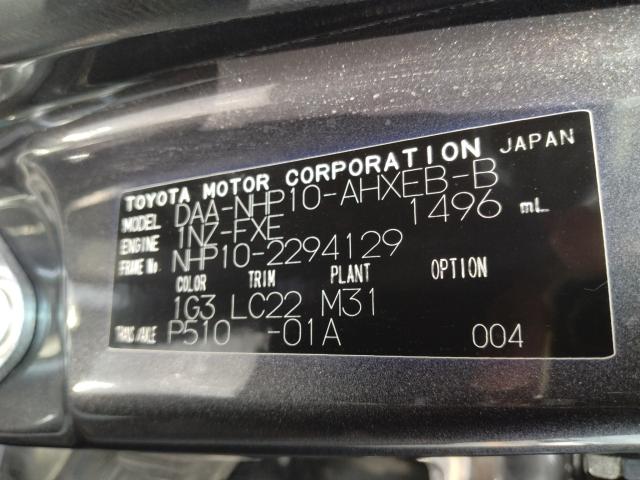 TOYOTA MOTOR CORPORATION JAPAN
MODEL DAA-NHP10-AHXEB-B
ENGINE 1NZ-FXE 1496 mL
FRAME No. NHP10-2294129
COLOR TRIM PLANT OPTION
1G3 LC22 M31
TRANS/AXLE P510 -01A 004